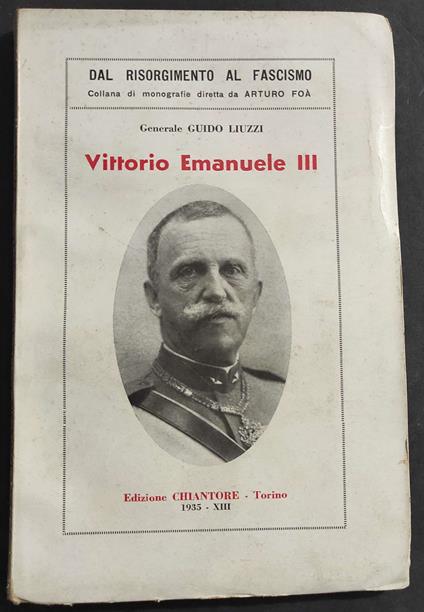 DAL RISORGIMENTO AL FASCISMO
Collana di monografie diretta da ARTURO FOÀ
Generale GUIDO LIUZZI
Vittorio Emanuele III
Edizione CHIANTORE - Torino
1935 - XIII